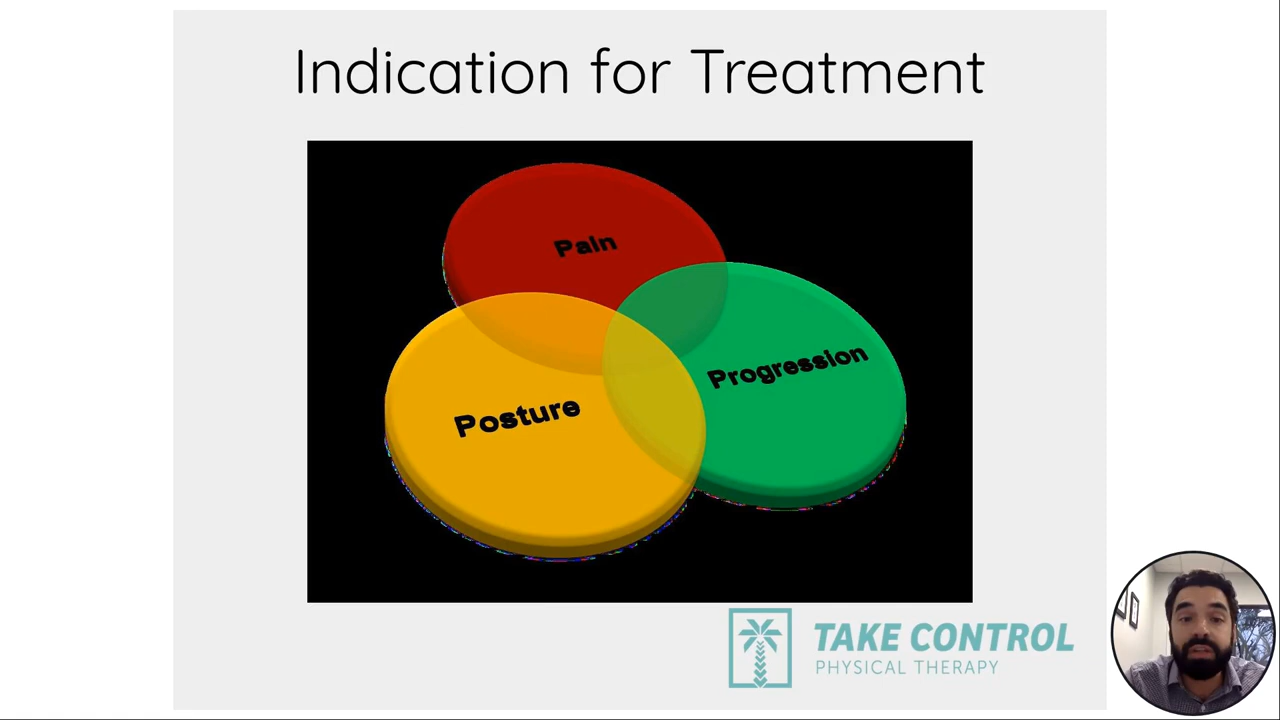 Indication for Treatment
Pain
Progression
Posture
TAKE CONTROL
PHYSICAL THERAPY